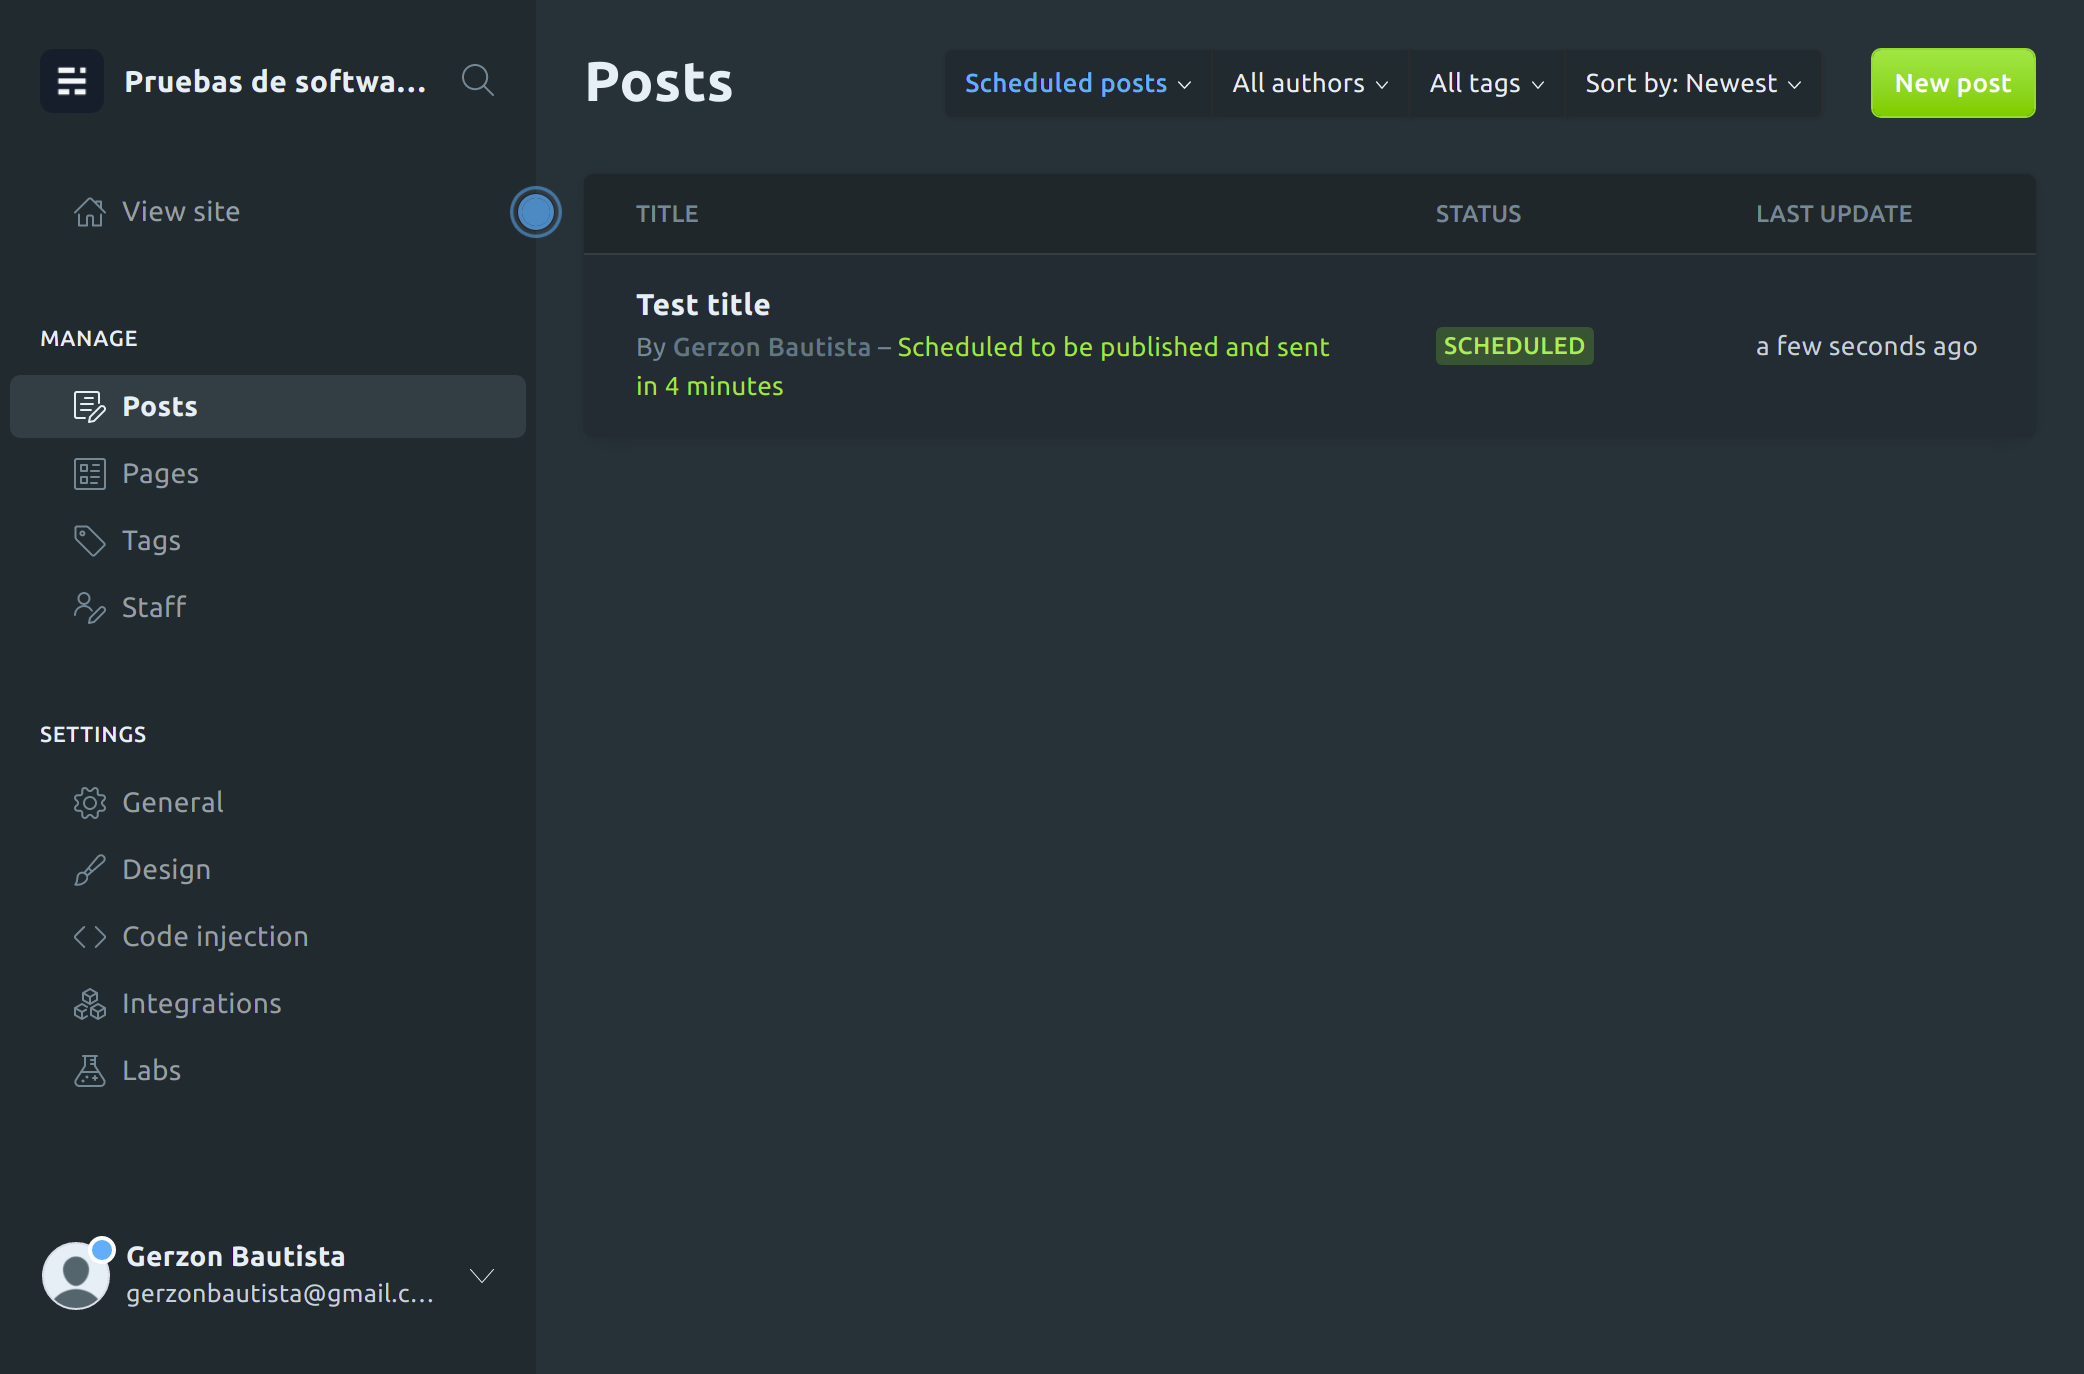 Pruebas de softwa...
View site
MANAGE
Posts
Pages
Tags
Staff
SETTINGS
General
Design
Code injection
Integrations
Labs
Gerzon Bautista
gerzonbautista@gmail.c...
Posts
Scheduled posts
All authors
All tags
Sort by: Newest
New post
TITLE
STATUS
LAST UPDATE
Test title
By Gerzon Bautista – Scheduled to be published and sent
in 4 minutes
SCHEDULED
a few seconds ago